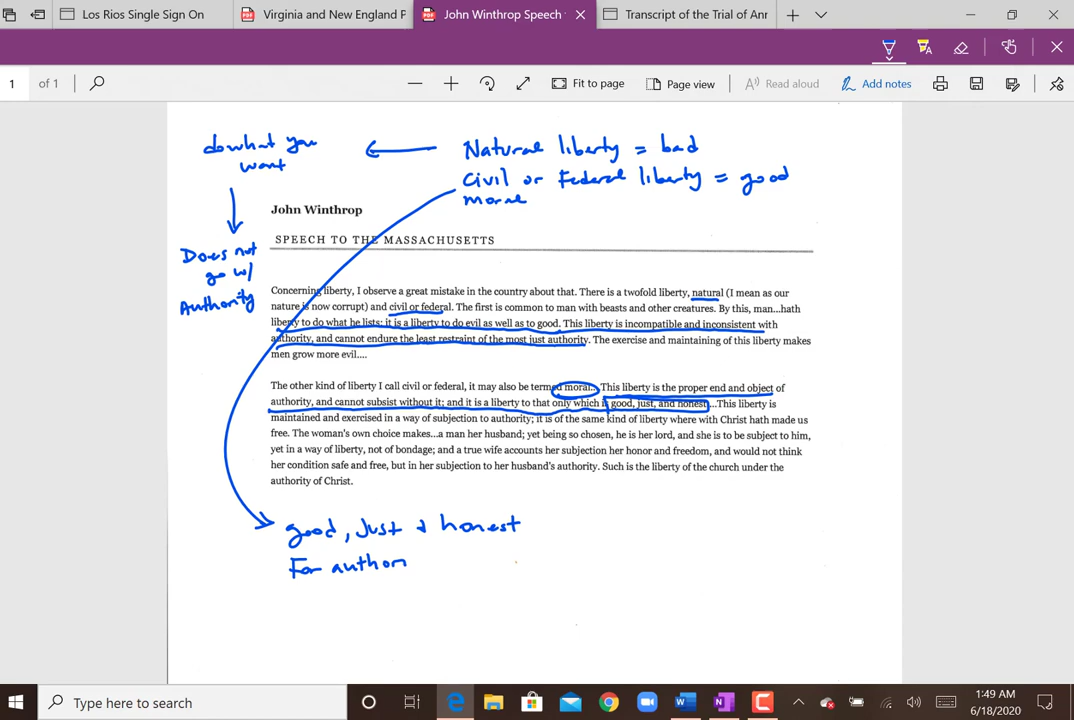 Los Rios Single Sign On
Virginia and New England P
John Winthrop Speech
Transcript of the Trial of Anr
1 of 1
Fit to page
Page view
Read aloud
Add notes
do what you
want
Natural liberty = bad
Civil or Federal liberty = good
moral
John Winthrop
Does not
go w/
Authority
SPEECH TO THE MASSACHUSETTS
Concerning liberty, I observe a great mistake in the country about that. There is a twofold liberty, natural (I mean as our
nature is now corrupt) and civil or federal. The first is common to man with beasts and other creatures. By this, man...hath
liberty to do what he lists: it is a liberty to do evil as well as to good. This liberty is incompatible and inconsistent with
authority, and cannot endure the least restraint of the most just authority. The exercise and maintaining of this liberty makes
men grow more evil....
The other kind of liberty I call civil or federal, it may also be termed moral... This liberty is the proper end and object of
authority, and cannot subsist without it; and it is a liberty to that only which is good, just, and honest...This liberty is
maintained and exercised in a way of subjection to authority; it is of the same kind of liberty where with Christ hath made us
free. The woman's own choice makes...a man her husband; yet being so chosen, he is her lord, and she is to be subject to him,
yet in a way of liberty, not of bondage; and a true wife accounts her subjection her honor and freedom, and would not think
her condition safe and free, but in her subjection to her husband's authority. Such is the liberty of the church under the
authority of Christ.
good, Just & honest
For author
Type here to search
1:49 AM
6/18/2020